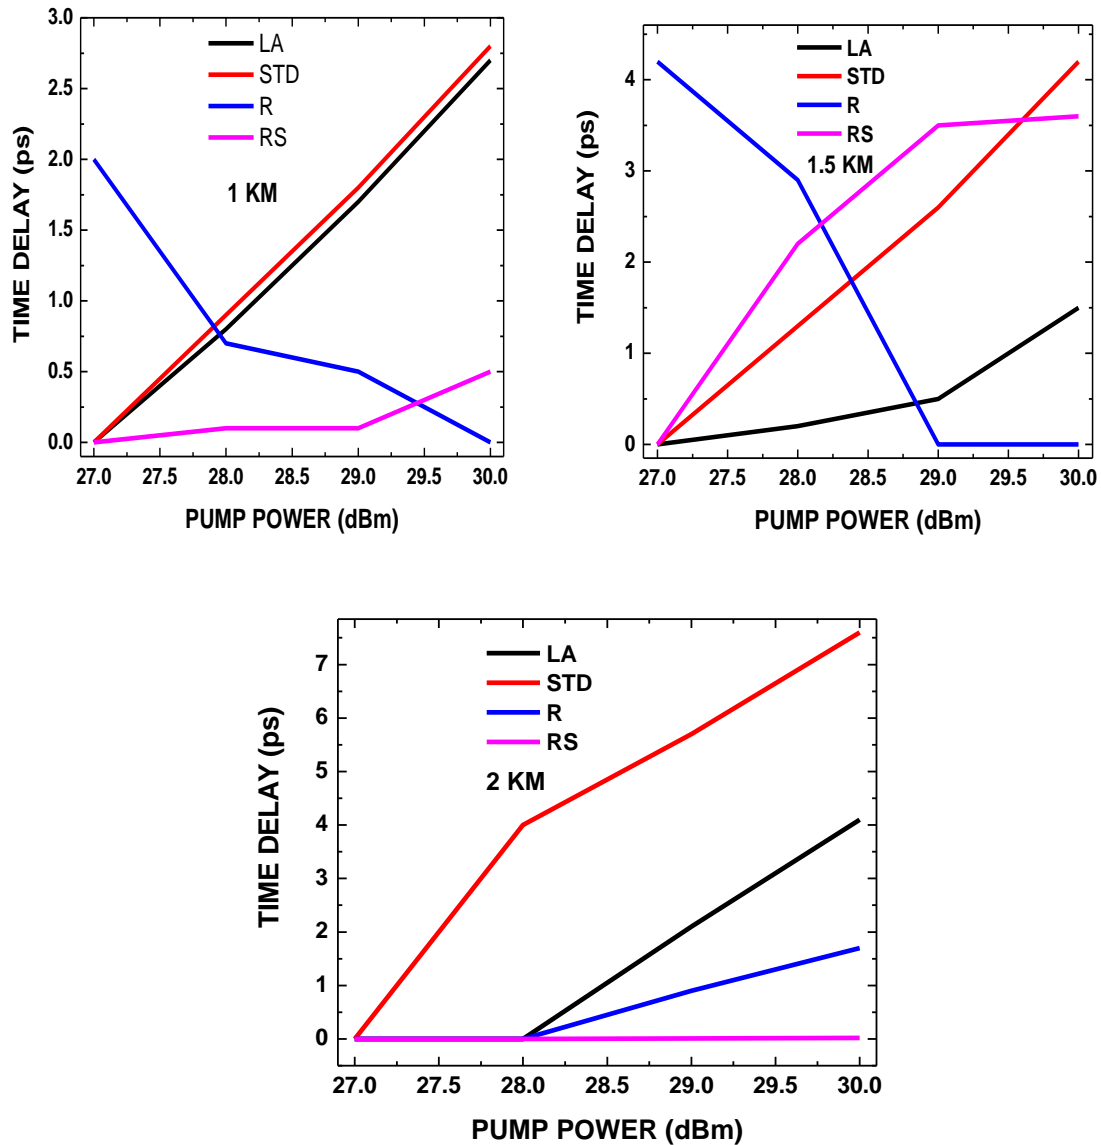 3.0
2.5
2.0
1.5
1.0
0.5
0.0
TIME DELAY (ps)
LA
STD
R
RS
1 KM
27.0 27.5 28.0 28.5 29.0 29.5 30.0
PUMP POWER (dBm)
4
2
0
TIME DELAY (ps)
LA
STD
R
RS
1.5 KM
27.0 27.5 28.0 28.5 29.0 29.5 30.0
PUMP POWER (dBm)
7
6
5
4
3
2
1
0
TIME DELAY (ps)
LA
STD
R
RS
2 KM
27.0 27.5 28.0 28.5 29.0 29.5 30.0
PUMP POWER (dBm)